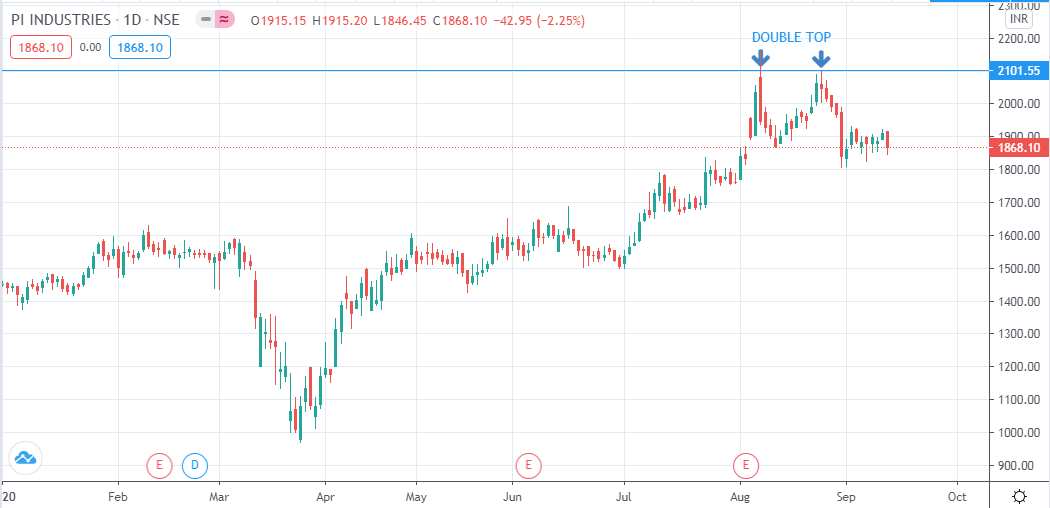 PI INDUSTRIES · 1D · NSE O1915.15 H1915.20 L1846.45 C1868.10 −42.95 (−2.25%)
1868.10 0.00 1868.10
DOUBLE TOP
2300.00
INR
2200.00
2101.55
2000.00
1900.00
1868.10
1800.00
1700.00
1600.00
1500.00
1400.00
1300.00
1200.00
1100.00
1000.00
900.00
E D E E
20 Feb Mar Apr May Jun Jul Aug Sep Oct